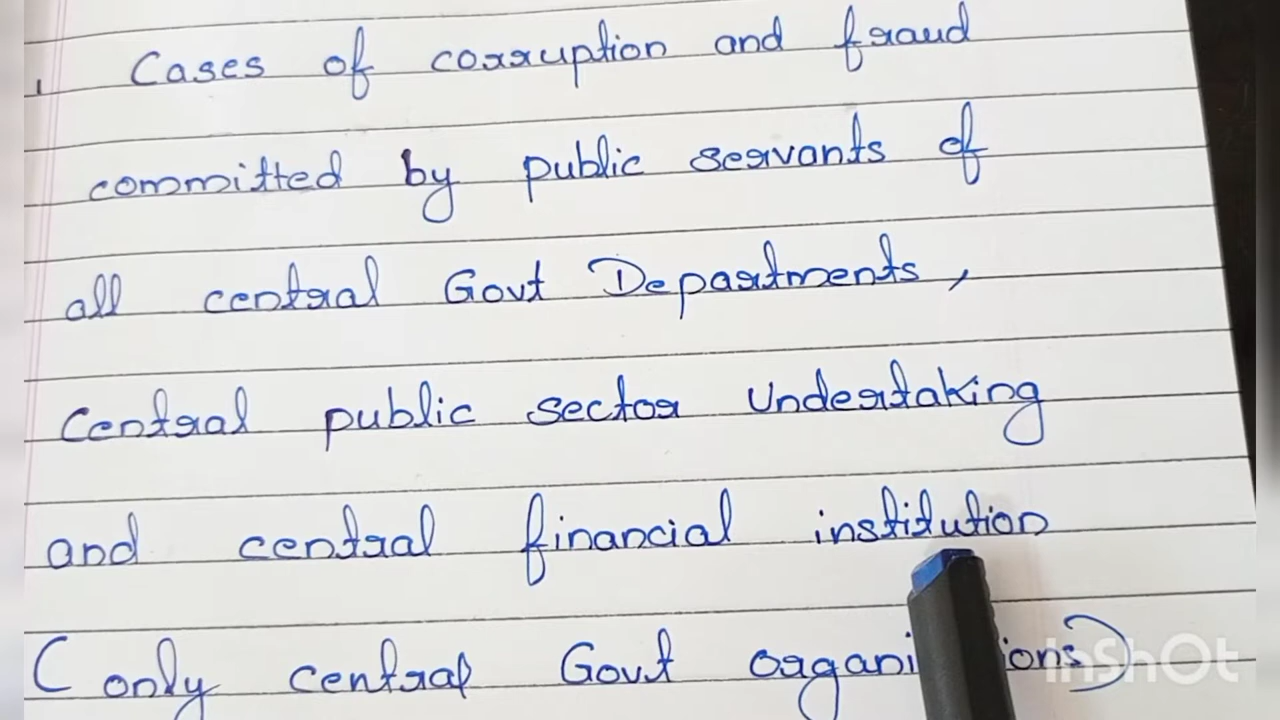 Cases of corruption and fraud
committed by public servants of
all central Govt Departments,
Central public sector Undertaking
and central financial institution
(only central Govt
InShOt